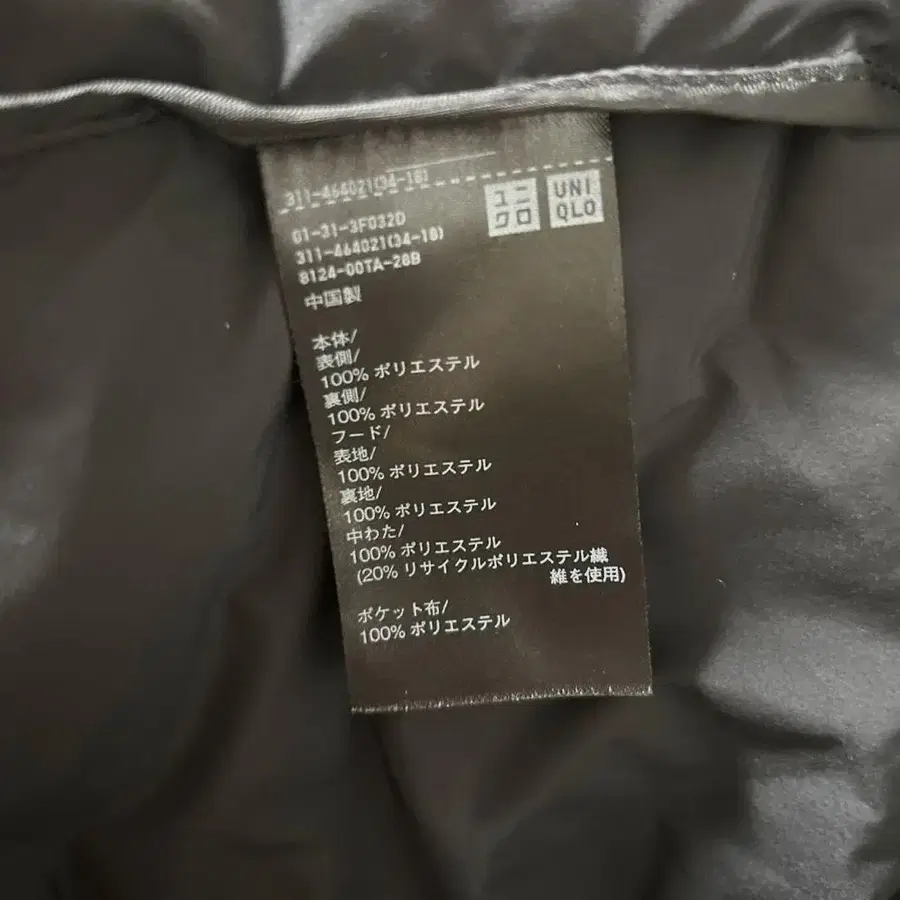 311-464021(34-18)
ユニ
クロ
UNI
QLO
01-31-3F032D
311-464021(34-18)
8124-00TA-28B
中国製
本体/
表側/
100% ポリエステル
裏側/
100% ポリエステル
フード/
表地/
100% ポリエステル
裏地/
100% ポリエステル
中わた/
100% ポリエステル
(20% リサイクルポリエステル繊
維を使用)
ポケット布/
100% ポリエステル